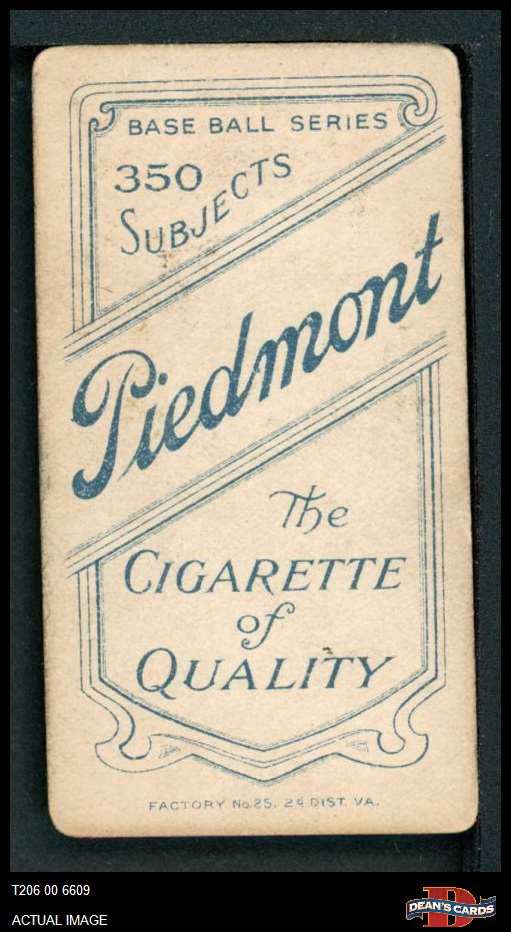 BASE BALL SERIES
350
SUBJECTS
Piedmont
The
CIGARETTE
of
QUALITY
FACTORY No.25. 2d DIST. VA.
T206 00 6609
ACTUAL IMAGE
D
DEAN'S CARDS